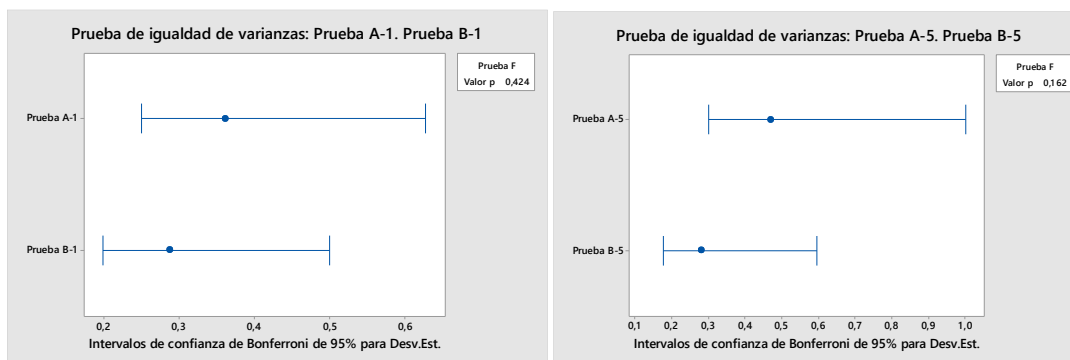 Prueba de igualdad de varianzas: Prueba A-1. Prueba B-1
Prueba F
Valor p 0,424
Prueba A-1
Prueba B-1
0,2 0,3 0,4 0,5 0,6
Intervalos de confianza de Bonferroni de 95% para Desv.Est.
Prueba de igualdad de varianzas: Prueba A-5. Prueba B-5
Prueba F
Valor p 0,162
Prueba A-5
Prueba B-5
0,1 0,2 0,3 0,4 0,5 0,6 0,7 0,8 0,9 1,0
Intervalos de confianza de Bonferroni de 95% para Desv.Est.